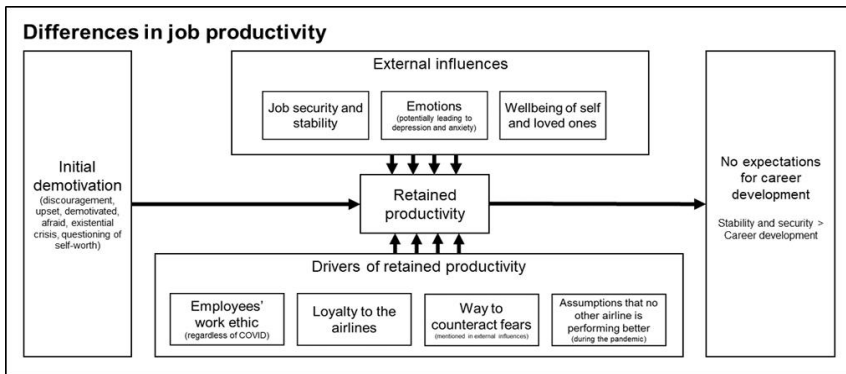 Differences in job productivity
Initial
demotivation
(discouragement,
upset, demotivated,
afraid, existential
crisis, questioning of
self-worth)
External influences
Job security and
stability
Emotions
(potentially leading to
depression and anxiety)
Wellbeing of self
and loved ones
Retained
productivity
Drivers of retained productivity
Employees'
work ethic
(regardless of COVID)
Loyalty to the
airlines
Way to
counteract fears
(mentioned in external influences)
Assumptions that no
other airline is
performing better
(during the pandemic)
No expectations
for career
development
Stability and security >
Career development